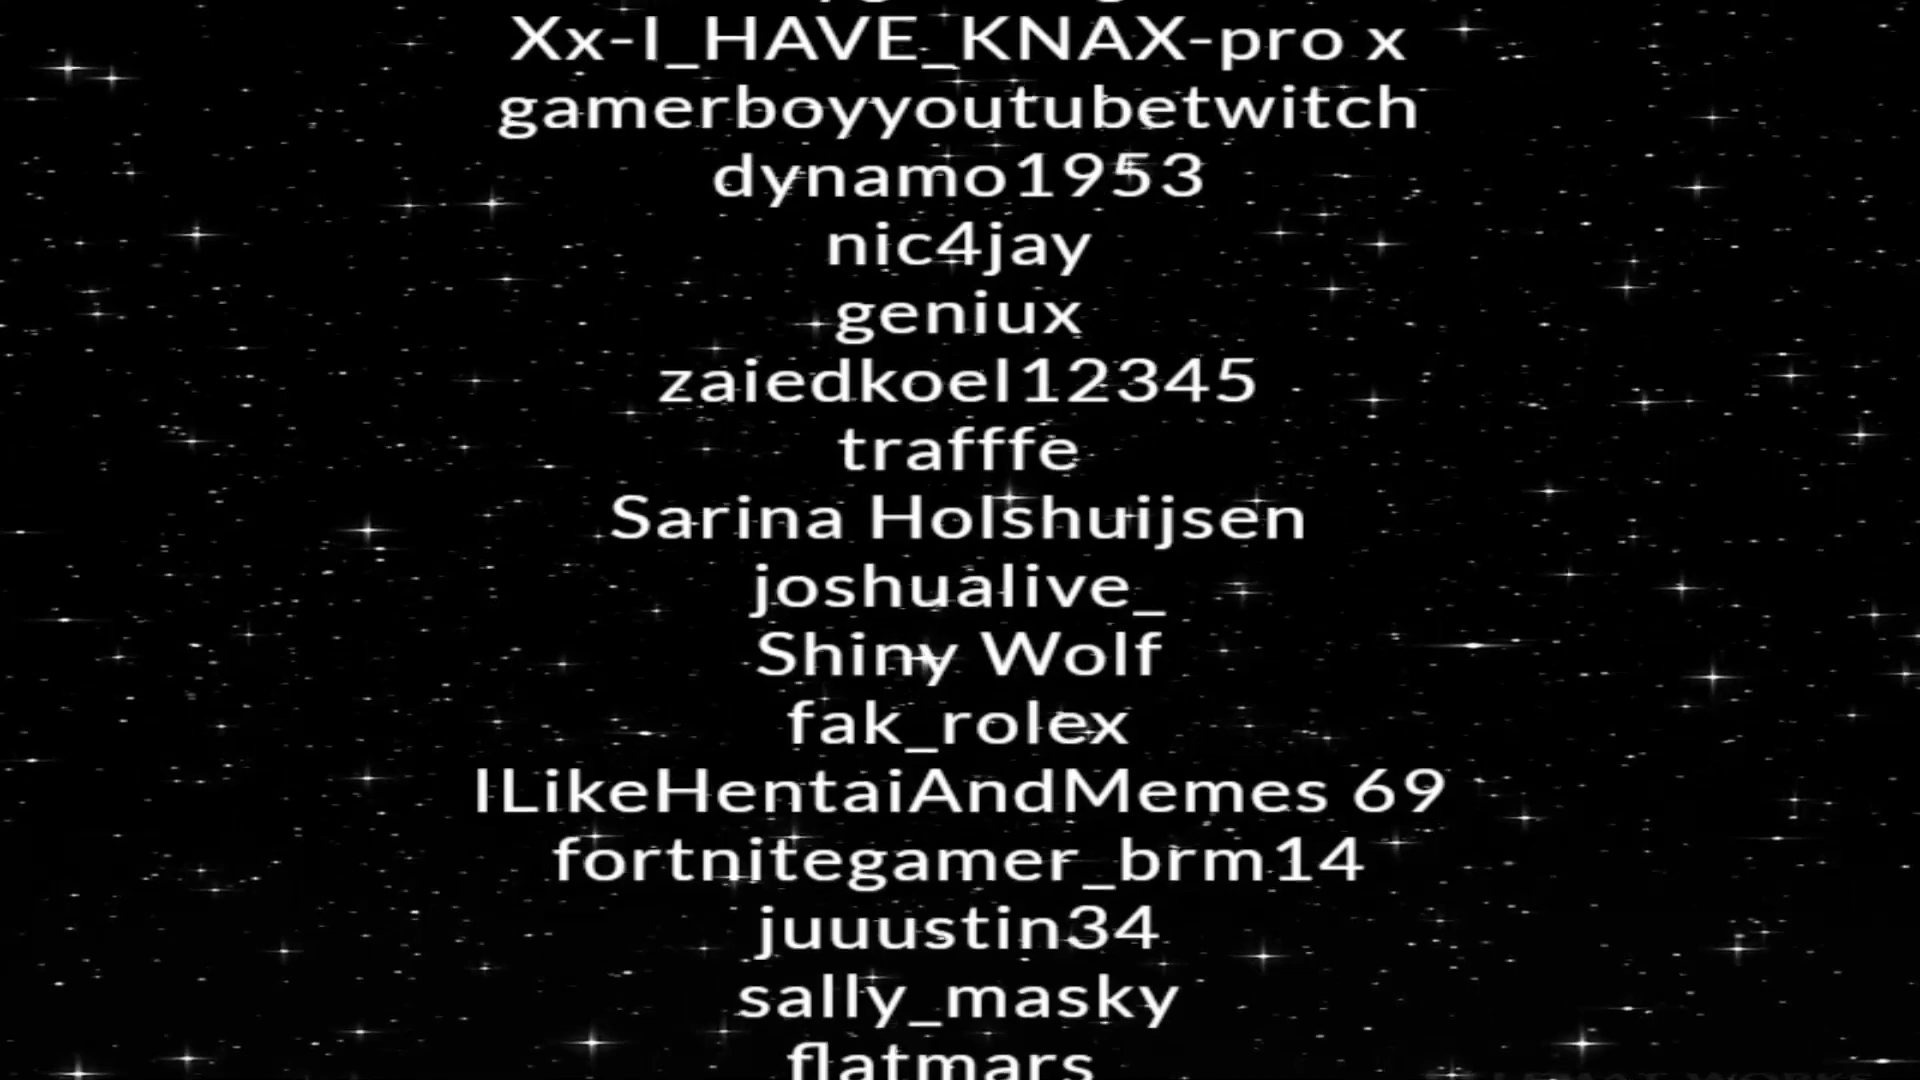 Xx-I_HAVE_KNAX-pro x
gamerboyyoutubetwitch
dynamo1953
nic4jay
geniux
zaiedkoel12345
trafffe
Sarina Holshuijsen
joshualive_
Shiny Wolf
fak_rolex
ILikeHentaiAndMemes 69
fortnitegamer_brm14
juuustin34
sally_masky
flatmars